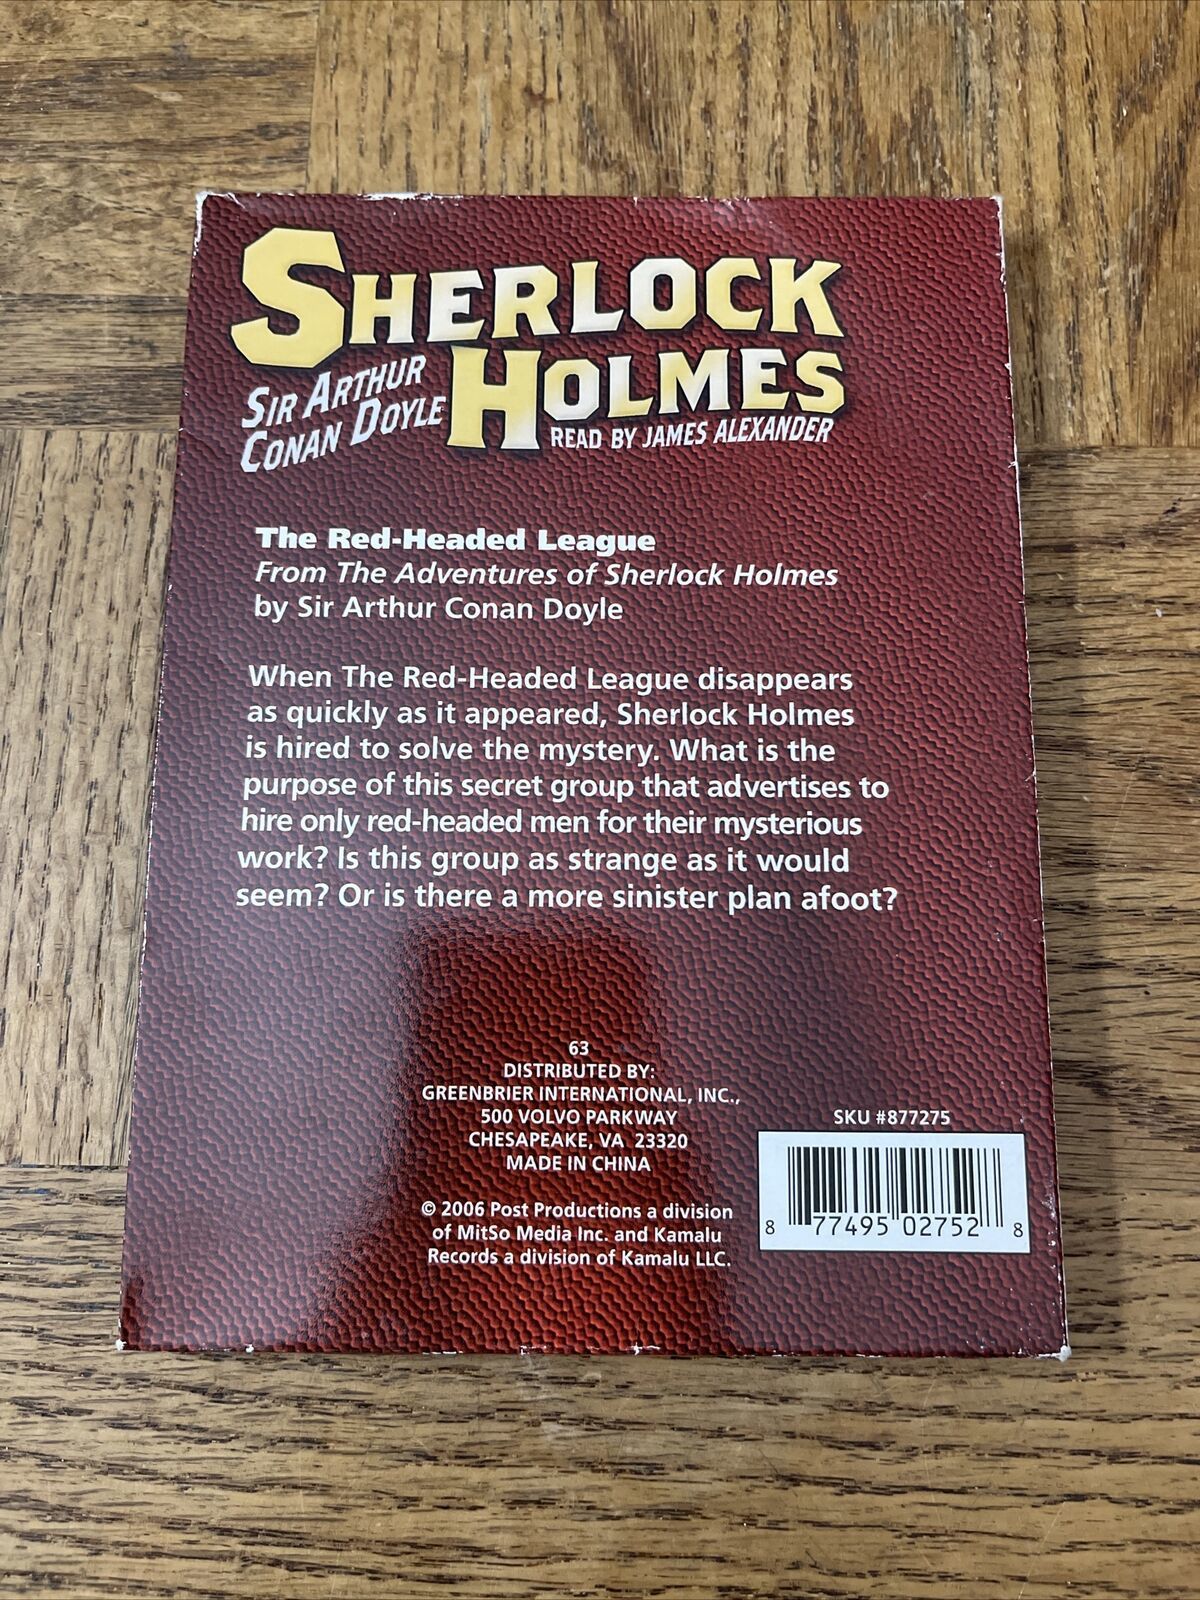 SHERLOCK
HOLMES
SIR ARTHUR
CONAN DOYLE
READ BY JAMES ALEXANDER
The Red-Headed League
From The Adventures of Sherlock Holmes
by Sir Arthur Conan Doyle
When The Red-Headed League disappears
as quickly as it appeared, Sherlock Holmes
is hired to solve the mystery. What is the
purpose of this secret group that advertises to
hire only red-headed men for their mysterious
work? Is this group as strange as it would
seem? Or is there a more sinister plan afoot?
63
DISTRIBUTED BY:
GREENBRIER INTERNATIONAL, INC.,
500 VOLVO PARKWAY
CHESAPEAKE, VA 23320
MADE IN CHINA
© 2006 Post Productions a division
of MitSo Media Inc. and Kamalu
Records a division of Kamalu LLC.
SKU #877275
8 77495 02752 8